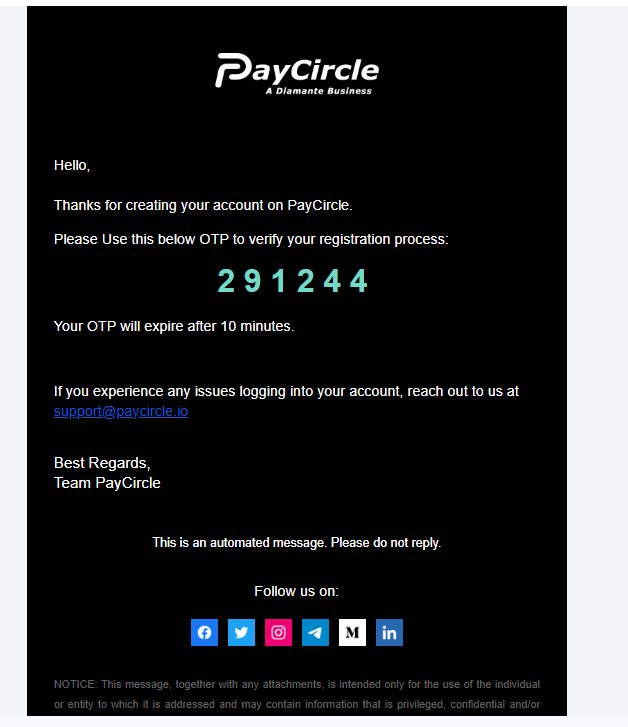 PayCircle
A Diamante Business
Hello,
Thanks for creating your account on PayCircle.
Please Use this below OTP to verify your registration process:
291244
Your OTP will expire after 10 minutes.
If you experience any issues logging into your account, reach out to us at
support@paycircle.io
Best Regards,
Team PayCircle
This is an automated message. Please do not reply.
Follow us on:
M
in
NOTICE: This message, together with any attachments, is intended only for the use of the individual
or entity to which it is addressed and may contain information that is privileged, confidential and/or